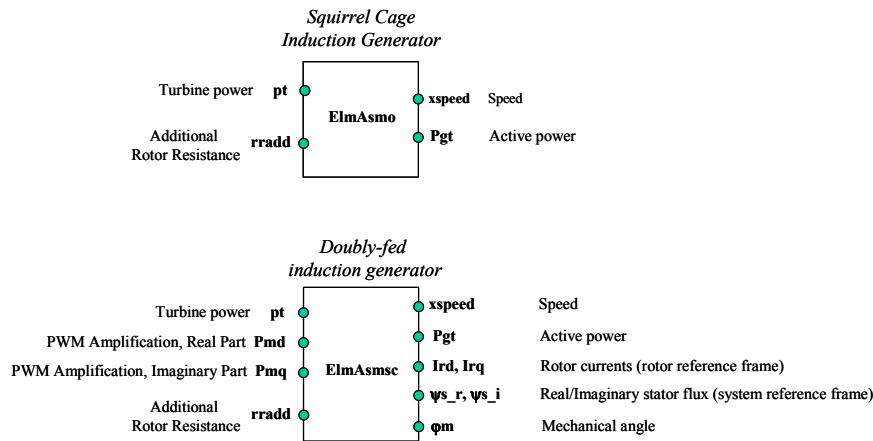 Squirrel Cage
Induction Generator
Turbine power pt
xspeed Speed
ElmAsmo
Additional
Rotor Resistance rradd
Pgt Active power
Doubly-fed
induction generator
Turbine power pt
xspeed Speed
PWM Amplification, Real Part Pmd
Pgt Active power
PWM Amplification, Imaginary Part Pmq
ElmAsmsc
Ird, Irq Rotor currents (rotor reference frame)
ψs_r, ψs_i Real/Imaginary stator flux (system reference frame)
Additional
Rotor Resistance rradd
φm Mechanical angle